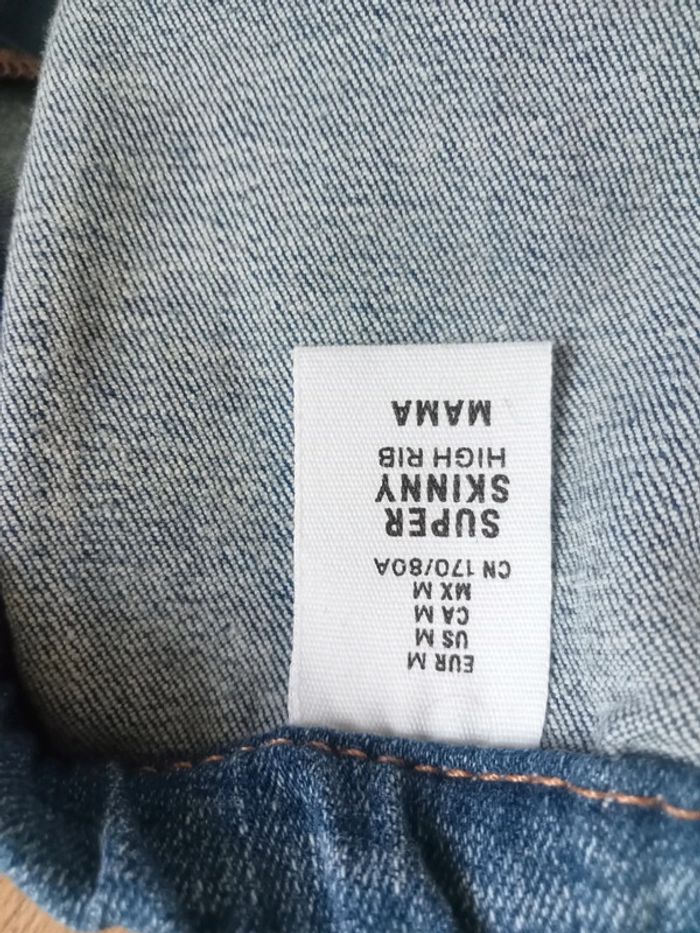 EUR M
US M
CA M
MX M
CN 170/80A
SUPER
SKINNY
HIGH RIB
MAMA